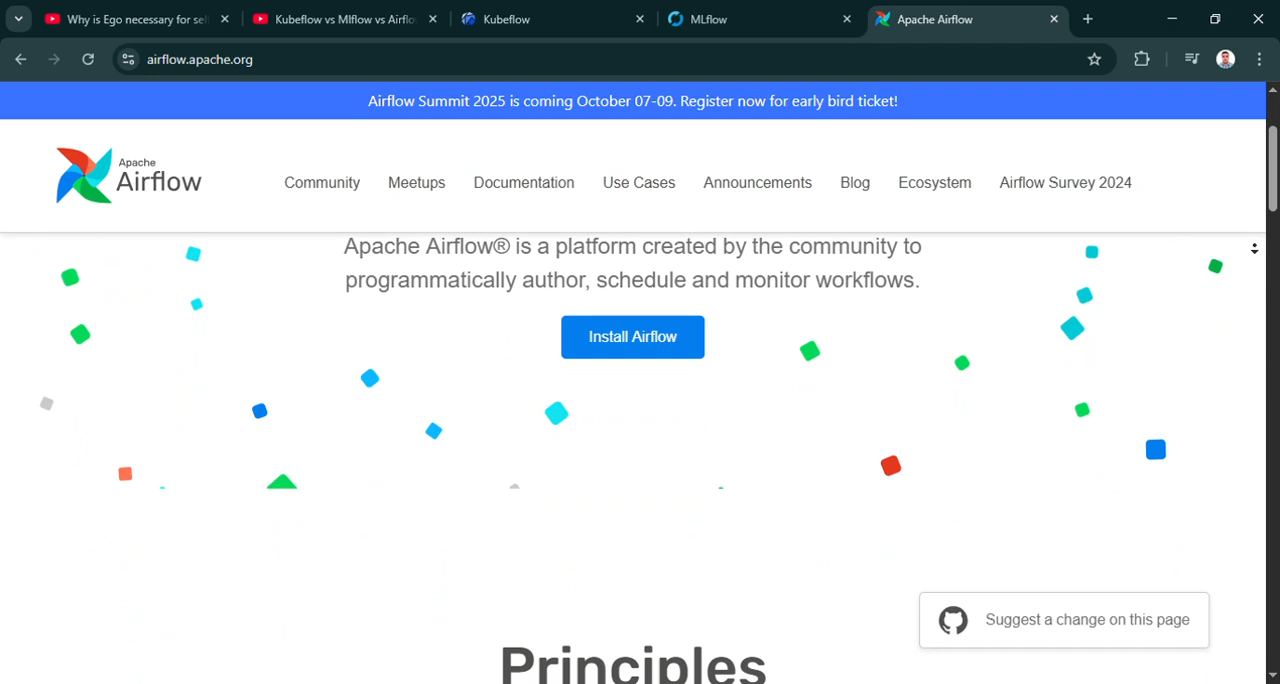 Why is Ego necessary for sel
Kubeflow vs Mlflow vs Airflo
Kubeflow
MLflow
Apache Airflow
airflow.apache.org
Airflow Summit 2025 is coming October 07-09. Register now for early bird ticket!
Apache
Airflow
Community
Meetups
Documentation
Use Cases
Announcements
Blog
Ecosystem
Airflow Survey 2024
Apache Airflow® is a platform created by the community to
programmatically author, schedule and monitor workflows.
Install Airflow
Suggest a change on this page
Principles